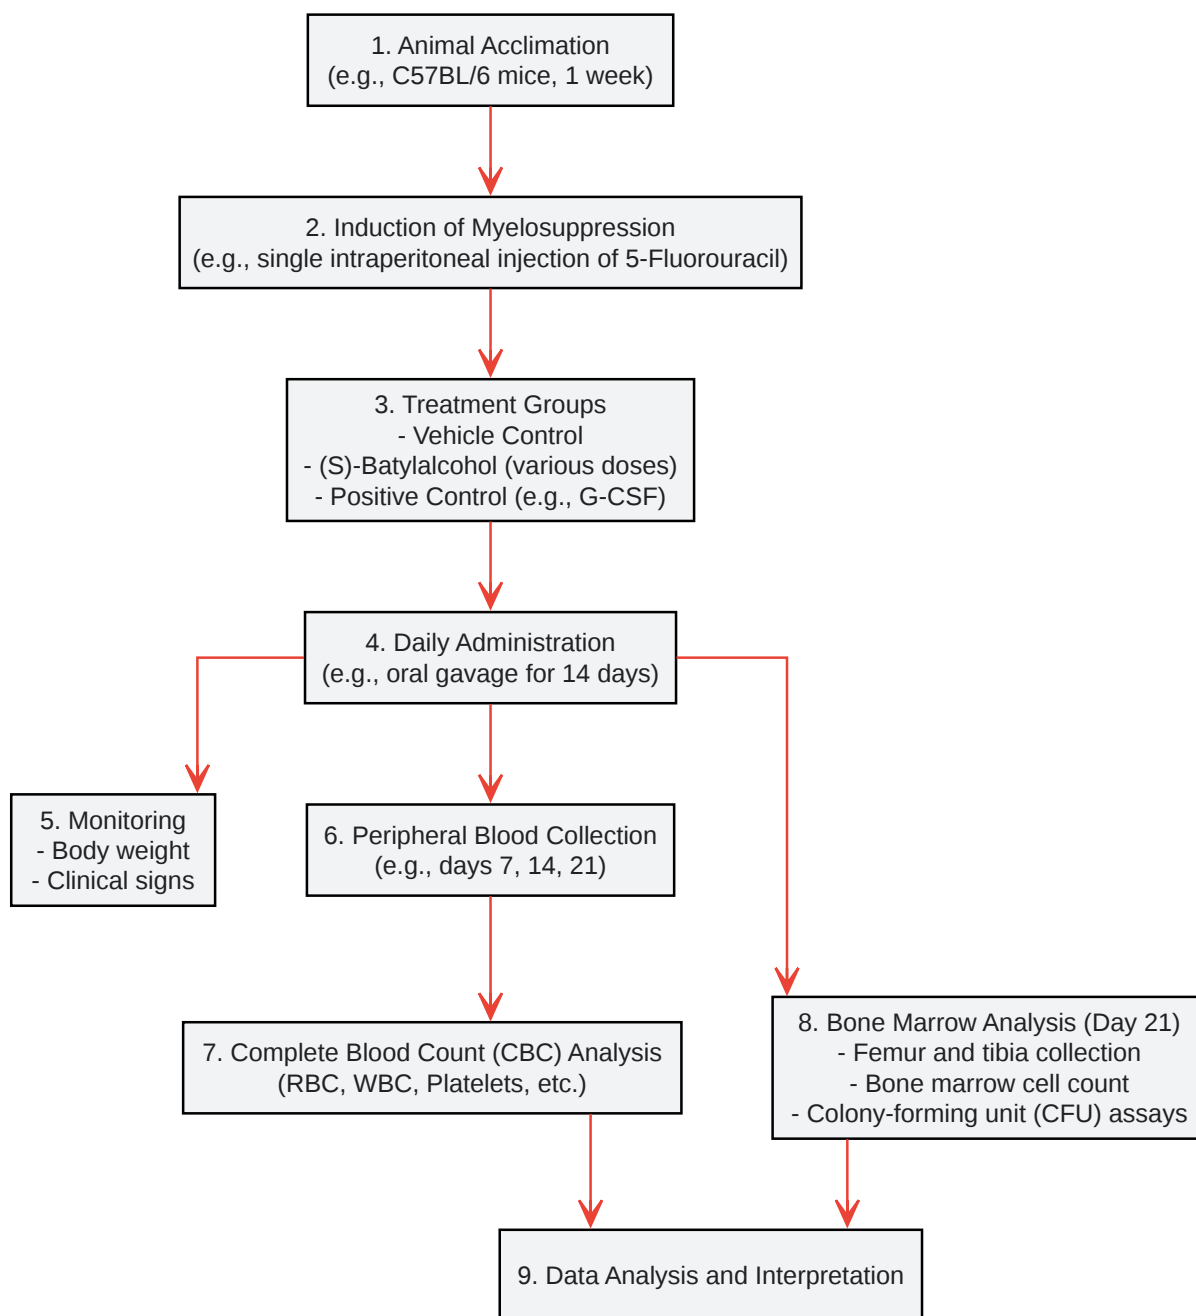 1. Animal Acclimation
(e.g., C57BL/6 mice, 1 week)
2. Induction of Myelosuppression
(e.g., single intraperitoneal injection of 5-Fluorouracil)
3. Treatment Groups
- Vehicle Control
- (S)-Batylalcohol (various doses)
- Positive Control (e.g., G-CSF)
4. Daily Administration
(e.g., oral gavage for 14 days)
5. Monitoring
- Body weight
- Clinical signs
6. Peripheral Blood Collection
(e.g., days 7, 14, 21)
7. Complete Blood Count (CBC) Analysis
(RBC, WBC, Platelets, etc.)
8. Bone Marrow Analysis (Day 21)
- Femur and tibia collection
- Bone marrow cell count
- Colony-forming unit (CFU) assays
9. Data Analysis and Interpretation